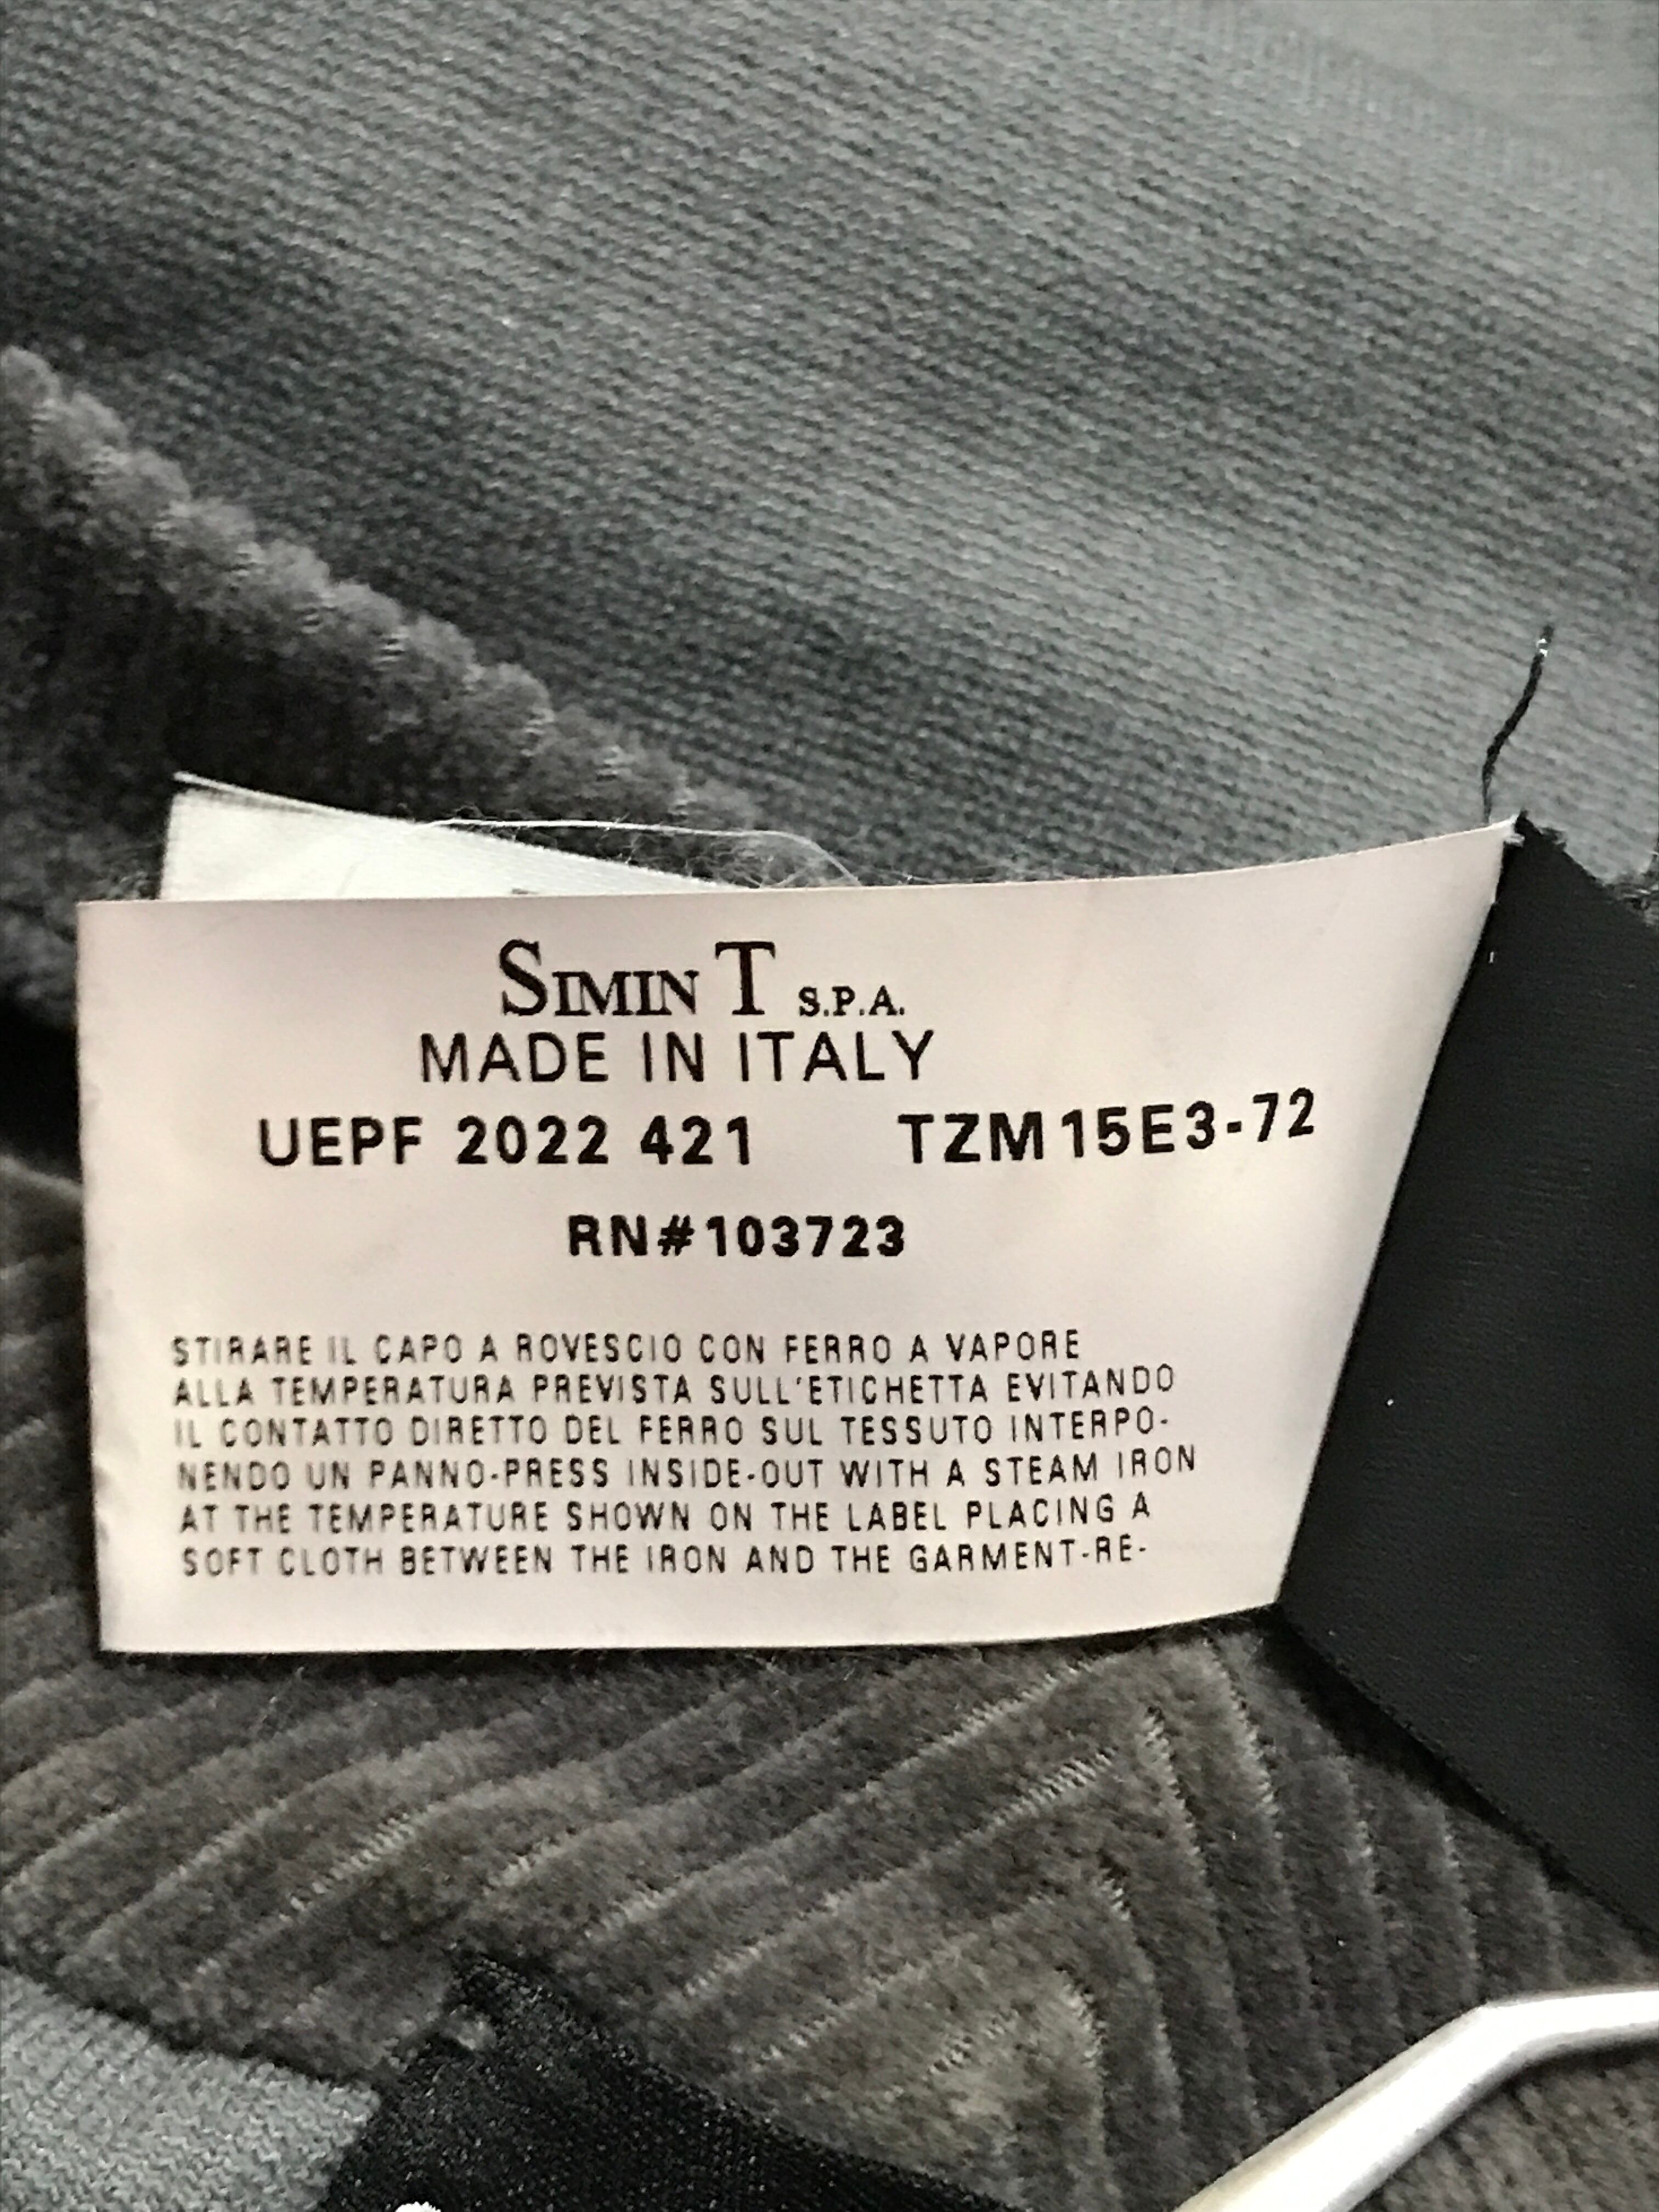 SIMIN T S.P.A.
MADE IN ITALY
UEPF 2022 421 TZM15E3-72
RN#103723
STIRARE IL CAPO A ROVESCIO CON FERRO A VAPORE
ALLA TEMPERATURA PREVISTA SULL'ETICHETTA EVITANDO
IL CONTATTO DIRETTO DEL FERRO SUL TESSUTO INTERPO-
NENDO UN PANNO-PRESS INSIDE-OUT WITH A STEAM IRON
AT THE TEMPERATURE SHOWN ON THE LABEL PLACING A
SOFT CLOTH BETWEEN THE IRON AND THE GARMENT-RE-